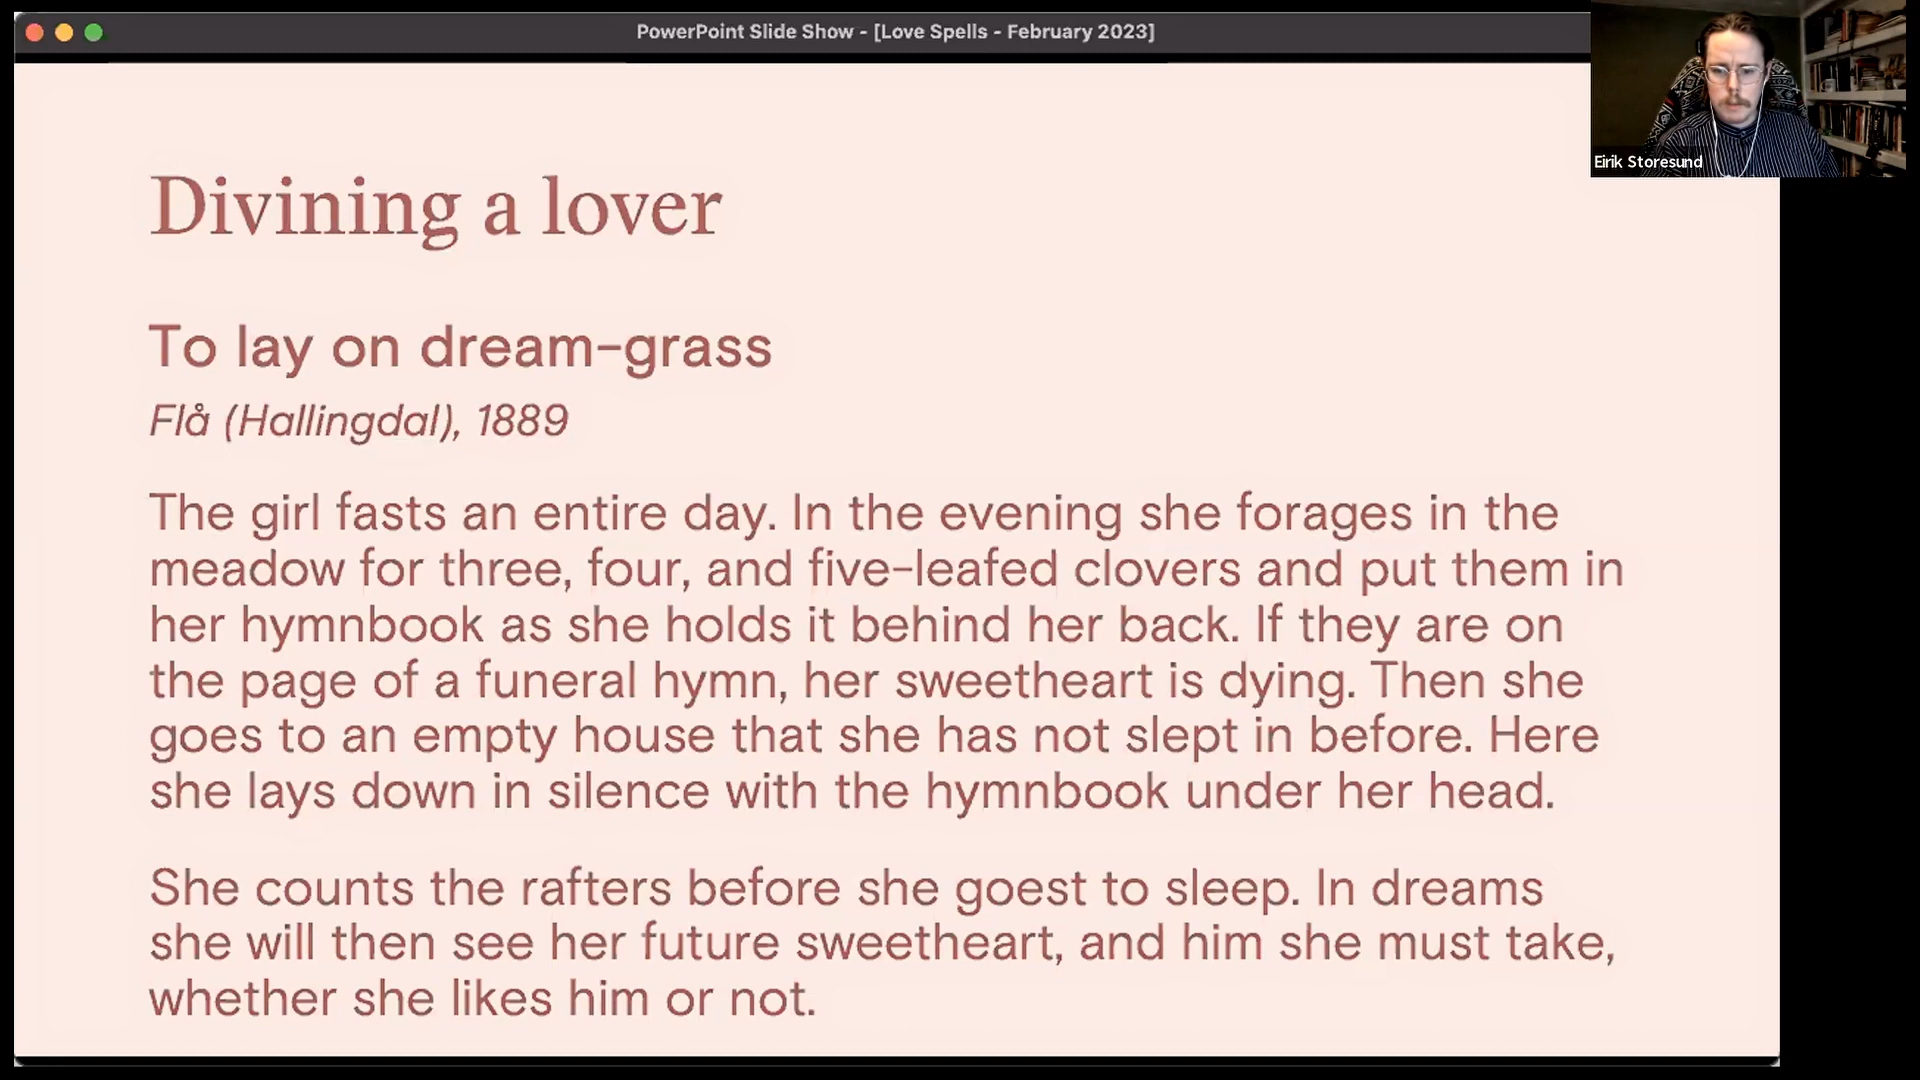 PowerPoint Slide Show - [Love Spells - February 2023]
Eirik Storesund
Divining a lover
To lay on dream-grass
Flå (Hallingdal), 1889
The girl fasts an entire day. In the evening she forages in the
meadow for three, four, and five-leafed clovers and put them in
her hymnbook as she holds it behind her back. If they are on
the page of a funeral hymn, her sweetheart is dying. Then she
goes to an empty house that she has not slept in before. Here
she lays down in silence with the hymnbook under her head.
She counts the rafters before she goest to sleep. In dreams
she will then see her future sweetheart, and him she must take,
whether she likes him or not.